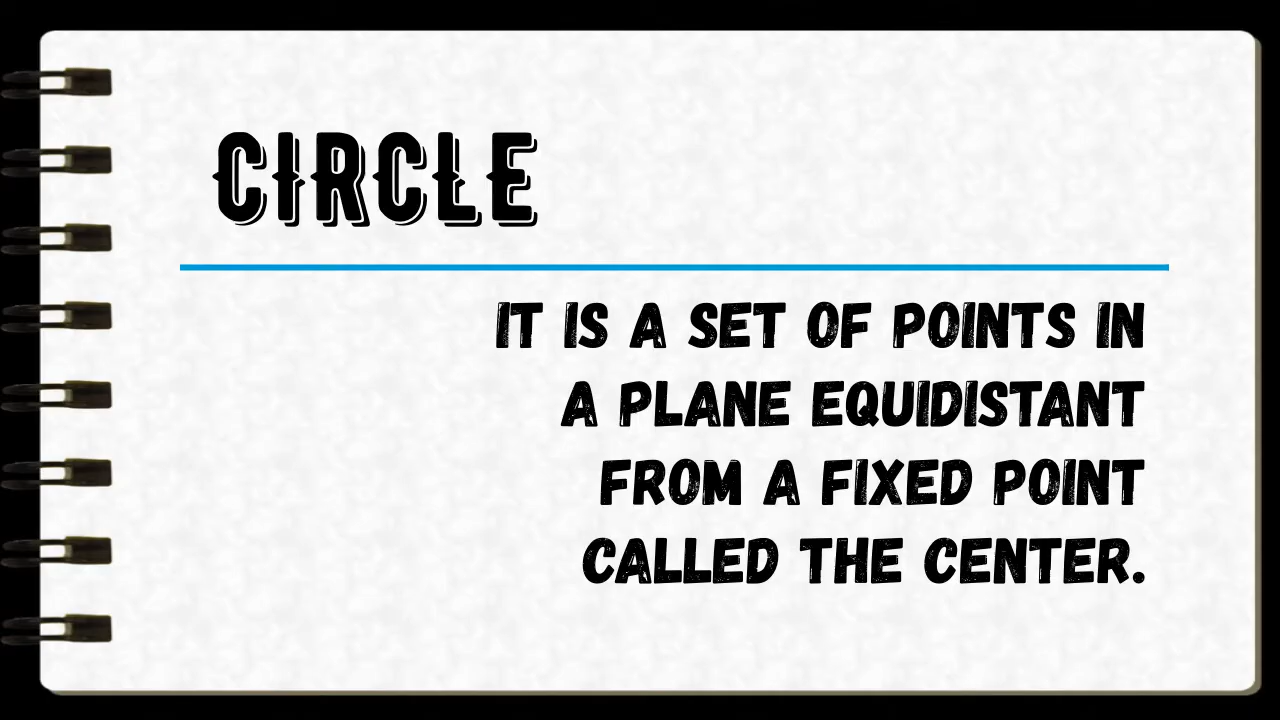 CIRCLE
IT IS A SET OF POINTS IN
A PLANE EQUIDISTANT
FROM A FIXED POINT
CALLED THE CENTER.